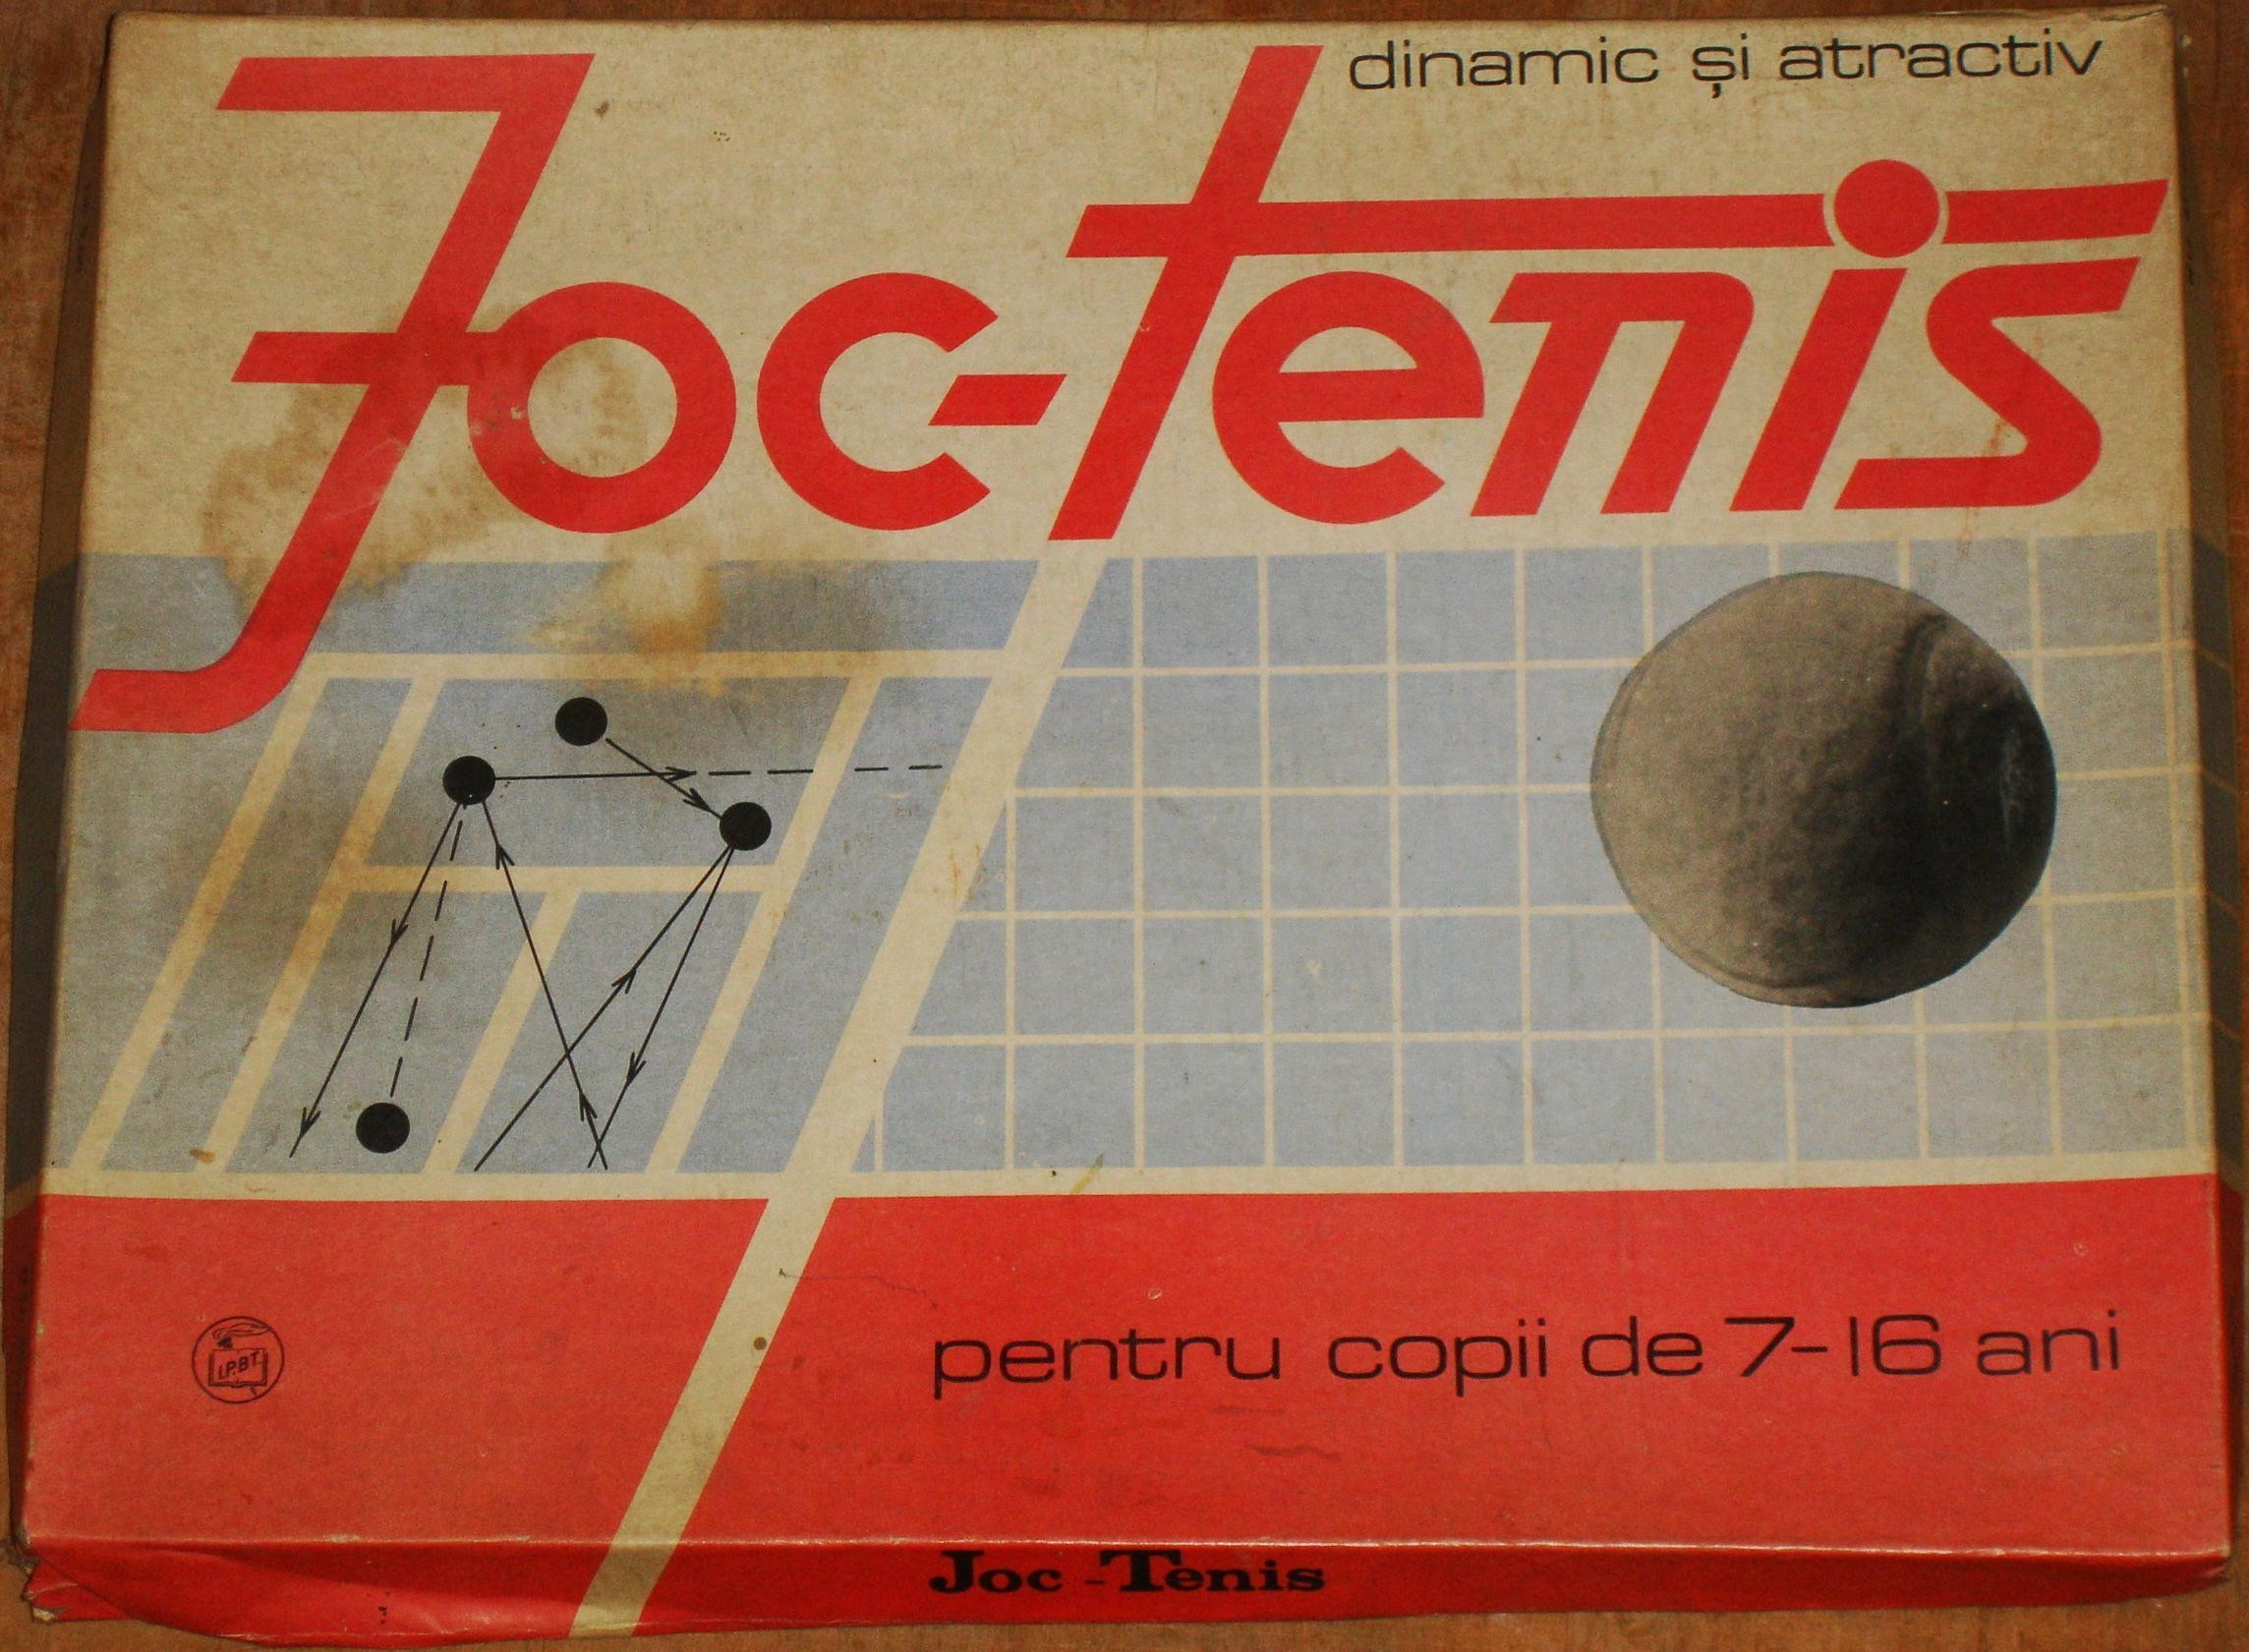 dinamic și atractiv
Joc-tenis
I.P.B.T.
pentru copii de 7-16 ani
Joc-Tenis